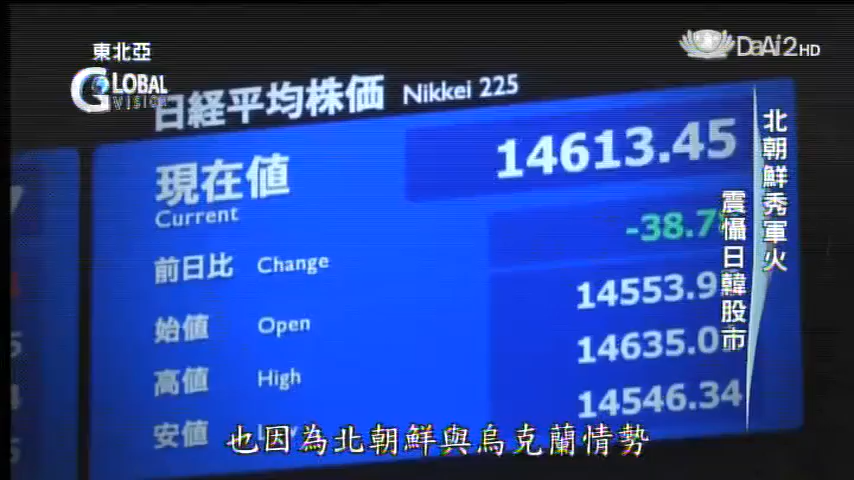 東北亞
GLOBAL
VISION
DaAi 2 HD
日経平均株価 Nikkei 225
現在値 14613.45
Current
前日比 Change
始値 Open 14553.9
高値 High 14635.0
安値 14546.34
北朝鮮秀軍火
震懾日韓股市
也因為北朝鮮與烏克蘭情勢